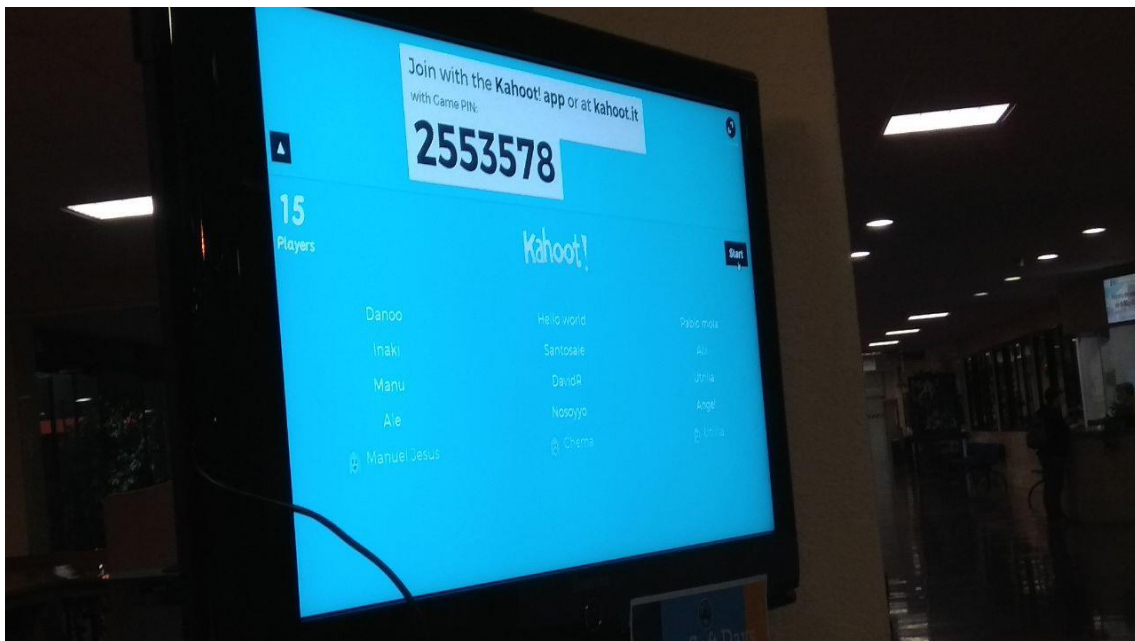 Join with the Kahoot! app or at kahoot.it
with Game PIN:
2553578
15
Players
Kahoot!
Start
Danoo
Hello world
Pablo mola
Inaki
Santosale
Alx
Manu
DavidR
Utrilla
Ale
Nosoyyo
Angel
Manuel Jesus
Chema